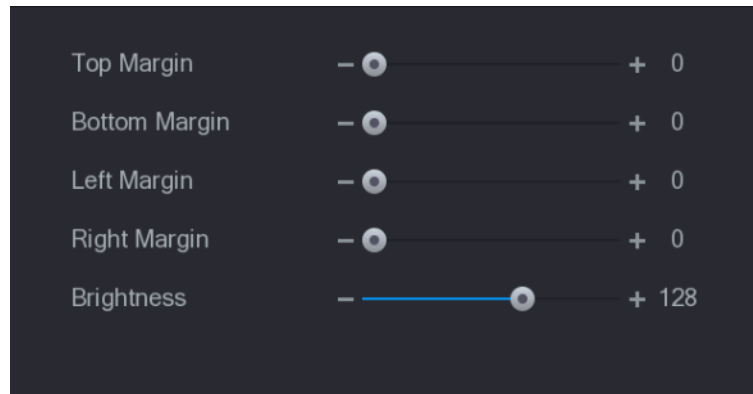 Top Margin - + 0
Bottom Margin - + 0
Left Margin - + 0
Right Margin - + 0
Brightness - + 128